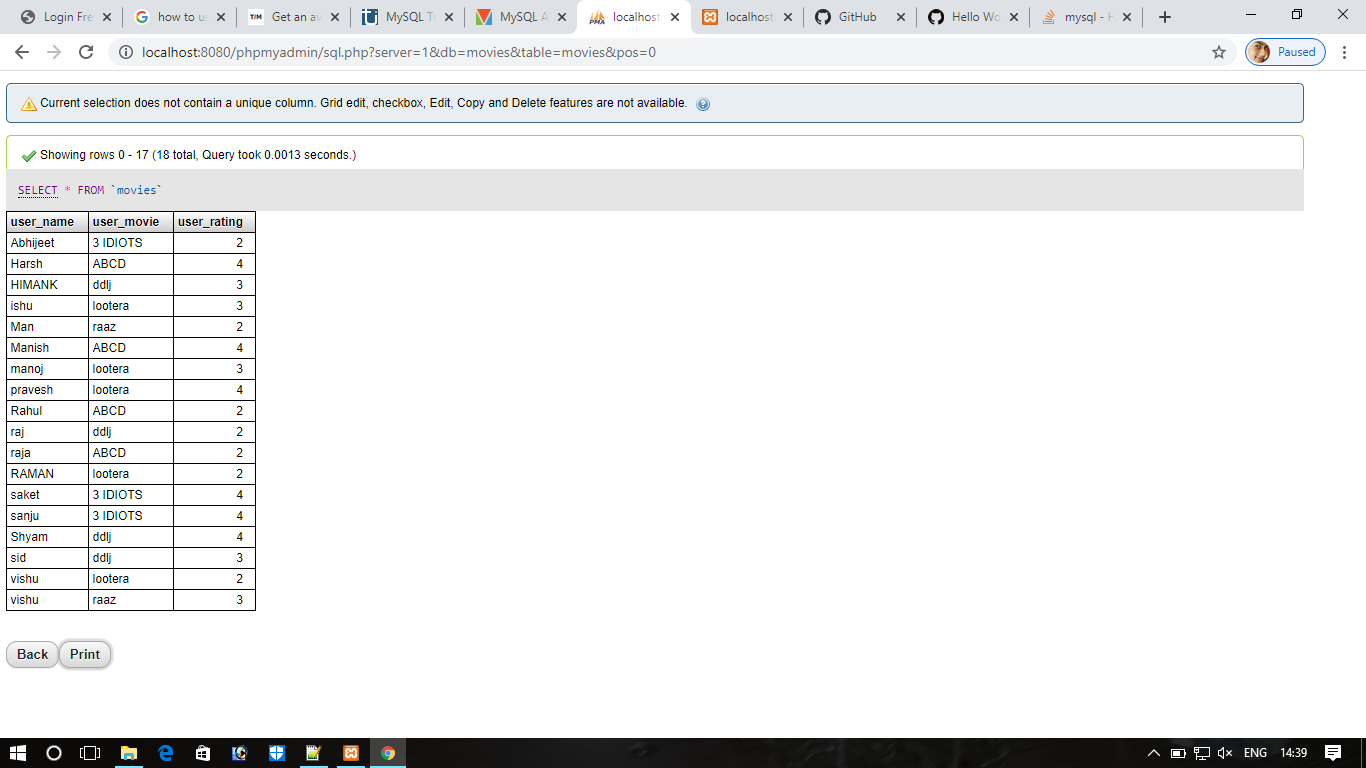 Login Fre
how to u
Get an av
MySQL T
MySQL A
localhost
localhost
GitHub
Hello Wo
mysql - H
localhost:8080/phpmyadmin/sql.php?server=1&db=movies&table=movies&pos=0
Paused
Current selection does not contain a unique column. Grid edit, checkbox, Edit, Copy and Delete features are not available.
Showing rows 0 - 17 (18 total, Query took 0.0013 seconds.)
SELECT * FROM `movies`
user_name user_movie user_rating
Abhijeet 3 IDIOTS 2
Harsh ABCD 4
HIMANK ddlj 3
ishu lootera 3
Man raaz 2
Manish ABCD 4
manoj lootera 3
pravesh lootera 4
Rahul ABCD 2
raj ddlj 2
raja ABCD 2
RAMAN lootera 2
saket 3 IDIOTS 4
sanju 3 IDIOTS 4
Shyam ddlj 4
sid ddlj 3
vishu lootera 2
vishu raaz 3
Back Print
ENG 14:39